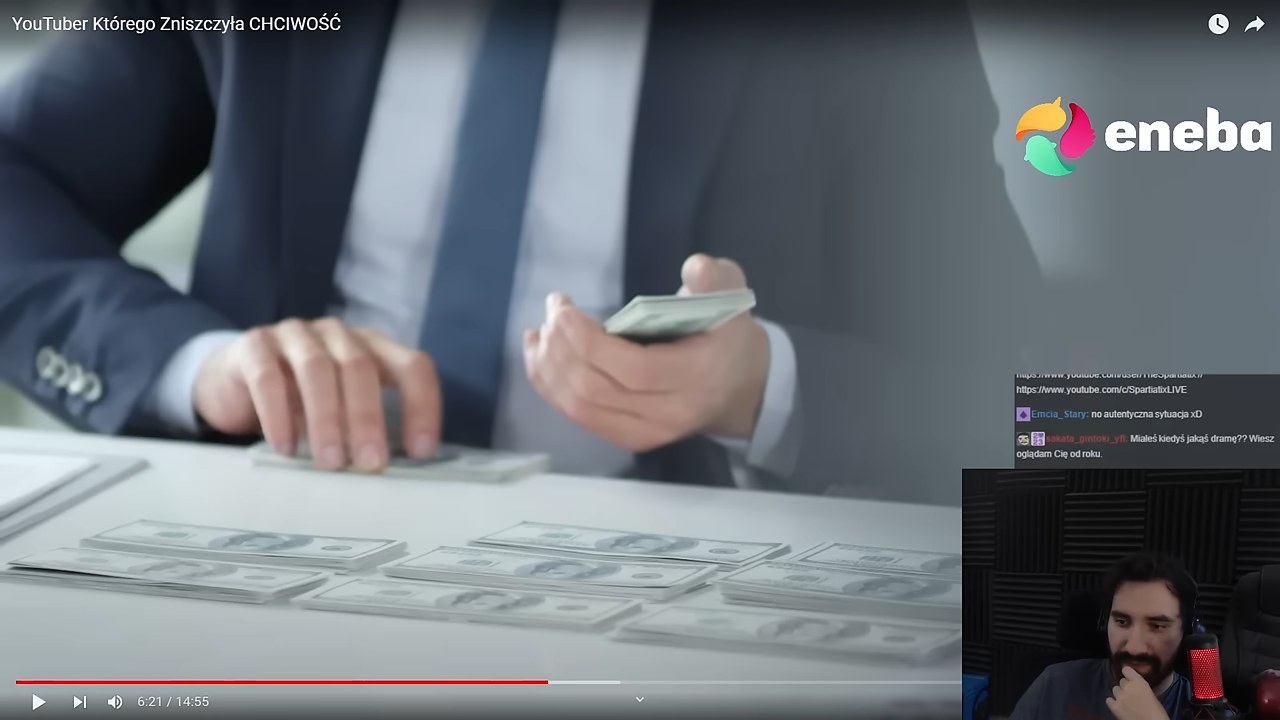 YouTuber Którego Zniszczyła CHCIWOŚĆ
eneba
https://www.youtube.com/c/SpartiatixLIVE
Emcia_Stary: no autentyczna sytuacja xD
sakata_gintoki_yfl: Miałeś kiedyś jakąś dramę?? Wiesz
oglądam Cię od roku.
6:21 / 14:55